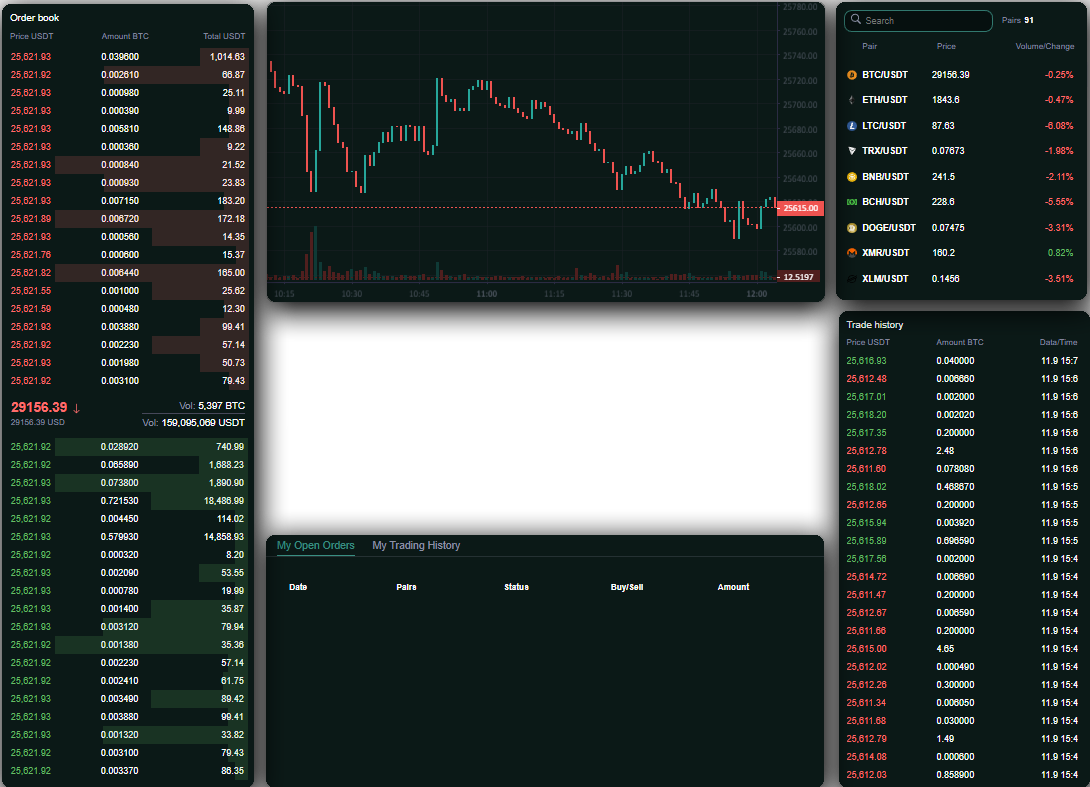 Order book
Price USDT Amount BTC Total USDT
25,621.93 0.039600 1,014.63
25,621.92 0.002610 66.87
25,621.93 0.000980 25.11
25,621.93 0.000390 9.99
25,621.93 0.005810 148.86
25,621.93 0.000360 9.22
25,621.93 0.000840 21.52
25,621.93 0.000930 23.83
25,621.93 0.007150 183.20
25,621.89 0.006720 172.18
25,621.93 0.000560 14.35
25,621.76 0.000600 15.37
25,621.82 0.006440 165.00
25,621.55 0.001000 25.62
25,621.59 0.000480 12.30
25,621.93 0.003880 99.41
25,621.92 0.002230 57.14
25,621.93 0.001980 50.73
25,621.92 0.003100 79.43
29156.39 ↓ Vol: 5,397 BTC
29156.39 USD Vol: 159,095,069 USDT
25,621.92 0.028920 740.99
25,621.92 0.065890 1,688.23
25,621.93 0.073800 1,890.90
25,621.93 0.721530 18,486.99
25,621.92 0.004450 114.02
25,621.93 0.579930 14,858.93
25,621.92 0.000320 8.20
25,621.93 0.002090 53.55
25,621.93 0.000780 19.99
25,621.93 0.001400 35.87
25,621.93 0.003120 79.94
25,621.92 0.001380 35.36
25,621.92 0.002230 57.14
25,621.92 0.002410 61.75
25,621.93 0.003490 89.42
25,621.93 0.003880 99.41
25,621.93 0.001320 33.82
25,621.92 0.003100 79.43
25,621.92 0.003370 86.35
25780.00
25760.00
25740.00
25720.00
25700.00
25680.00
25660.00
25640.00
25615.00
25600.00
25580.00
12.5197
10:15 10:30 10:45 11:00 11:15 11:30 11:45 12:00
My Open Orders My Trading History
Date Pairs Status Buy/Sell Amount
Search Pairs 91
Pair Price Volume/Change
BTC/USDT 29156.39 -0.25%
ETH/USDT 1843.6 -0.47%
LTC/USDT 87.63 -6.08%
TRX/USDT 0.07673 -1.98%
BNB/USDT 241.5 -2.11%
BCH/USDT 228.6 -5.55%
DOGE/USDT 0.07475 -3.31%
XMR/USDT 160.2 0.82%
XLM/USDT 0.1456 -3.51%
Trade history
Price USDT Amount BTC Data/Time
25,616.93 0.040000 11.9 15:7
25,612.48 0.006660 11.9 15:6
25,617.01 0.002000 11.9 15:6
25,618.20 0.002020 11.9 15:6
25,617.35 0.200000 11.9 15:6
25,612.78 2.48 11.9 15:6
25,611.60 0.078080 11.9 15:6
25,618.02 0.468670 11.9 15:5
25,612.65 0.200000 11.9 15:5
25,615.94 0.003920 11.9 15:5
25,615.89 0.696590 11.9 15:5
25,617.56 0.002000 11.9 15:4
25,614.72 0.006690 11.9 15:4
25,611.47 0.200000 11.9 15:4
25,612.67 0.006590 11.9 15:4
25,611.66 0.200000 11.9 15:4
25,615.00 4.65 11.9 15:4
25,612.02 0.000490 11.9 15:4
25,612.26 0.300000 11.9 15:4
25,611.34 0.006050 11.9 15:4
25,611.68 0.030000 11.9 15:4
25,612.79 1.49 11.9 15:4
25,614.08 0.000600 11.9 15:4
25,612.03 0.858900 11.9 15:4